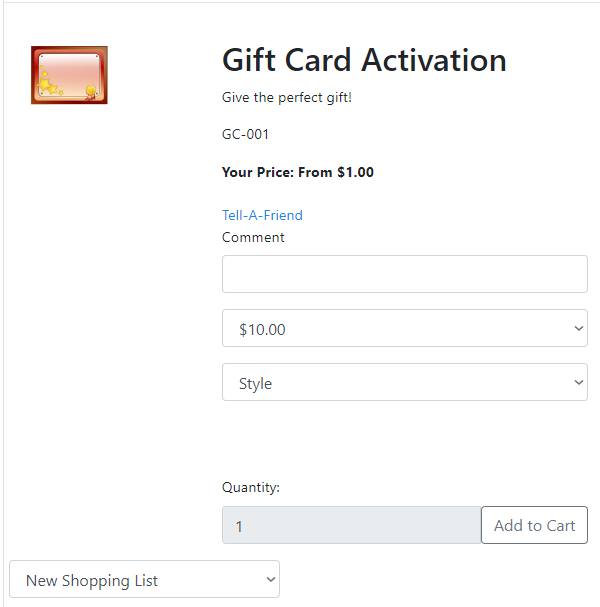 Gift Card Activation
Give the perfect gift!
GC-001
Your Price: From $1.00
Tell-A-Friend
Comment
$10.00
Style
Quantity:
1 Add to Cart
New Shopping List